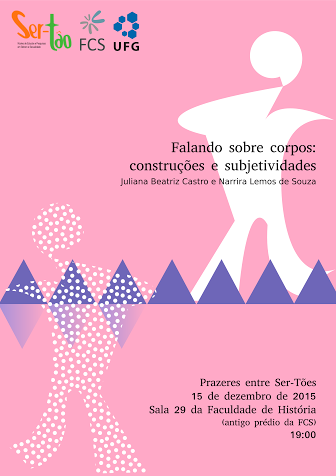 Ser-tão
FCS
UFG
Falando sobre corpos:
construções e subjetividades
Juliana Beatriz Castro e Narrira Lemos de Souza
Prazeres entre Ser-Tões
15 de dezembro de 2015
Sala 29 da Faculdade de História
(antigo prédio da FCS)
19:00